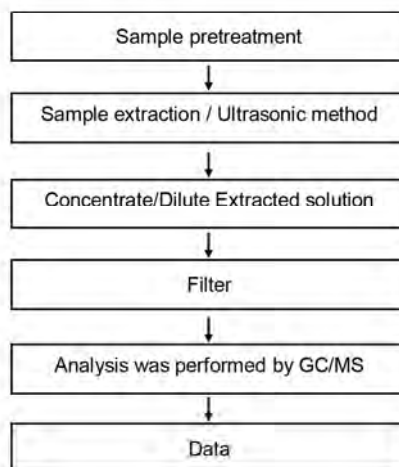 Sample pretreatment
Sample extraction / Ultrasonic method
Concentrate/Dilute Extracted solution
Filter
Analysis was performed by GC/MS
Data